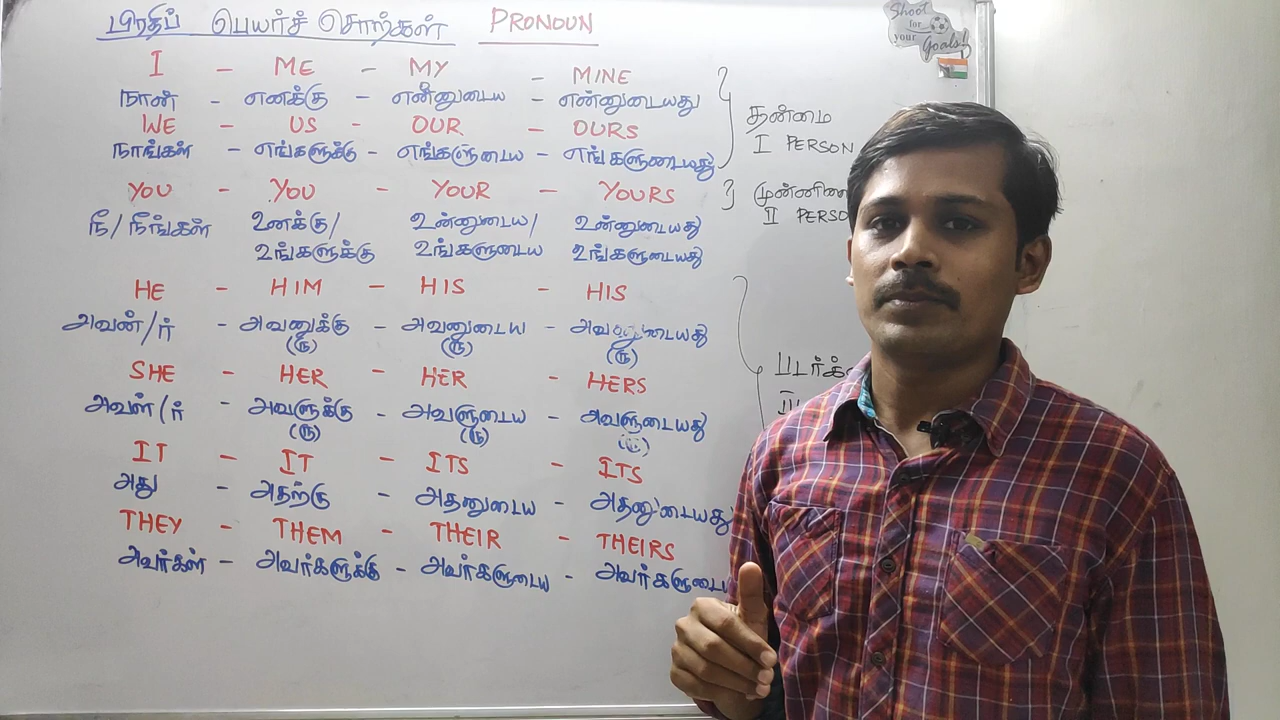 பிரதிப் பெயர்ச் சொற்கள் PRONOUN
Shoot
for
your
Goals!
I - ME - MY - MINE
நான் - எனக்கு - என்னுடைய - என்னுடையது
WE - US - OUR - OURS
நாங்கள் - எங்களுக்கு - எங்களுடைய - எங்களுடையது
தன்மை
I PERSON
YOU - YOU - YOUR - YOURS
நீ/நீங்கள் உனக்கு/ உன்னுடைய/ உன்னுடையது
உங்களுக்கு உங்களுடைய உங்களுடையது
II PERSO
HE - HIM - HIS - HIS
அவன்/ர் - அவனுக்கு - அவனுடைய - அவனுடையது
(ரு) (ரு) (ரு)
SHE - HER - HER - HERS
அவள்/ர் - அவளுக்கு - அவளுடைய - அவளுடையது
(ரு) (ரு) (ரு)
படர்க்
III
IT - IT - ITS - ITS
அது - அதற்கு - அதனுடைய - அதனுடையது
THEY - THEM - THEIR - THEIRS
அவர்கள் - அவர்களுக்கு - அவர்களுடைய - அவர்களுடைய